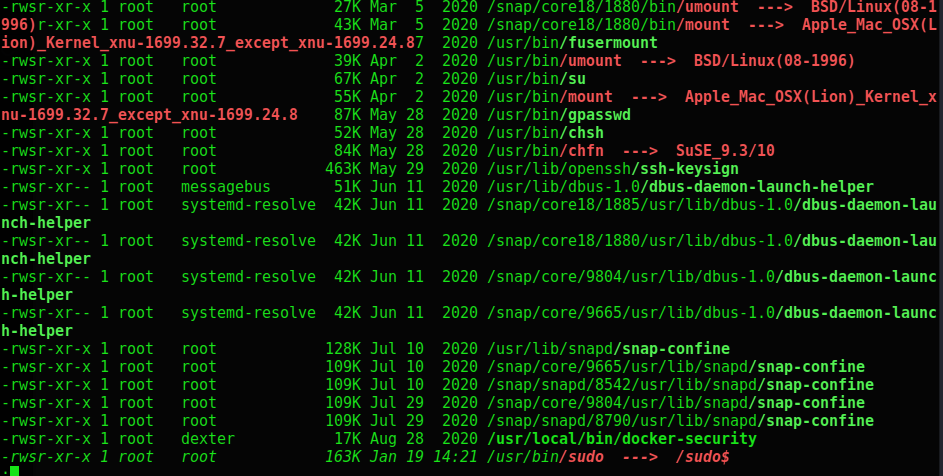 -rwsr-xr-x 1 root   root             27K Mar  5  2020 /snap/core18/1880/bin/umount  --->  BSD/Linux(08-1
996)r-xr-x 1 root   root             43K Mar  5  2020 /snap/core18/1880/bin/mount  --->  Apple_Mac_OSX(L
ion)_Kernel_xnu-1699.32.7_except_xnu-1699.24.87  2020 /usr/bin/fusermount
-rwsr-xr-x 1 root   root             39K Apr  2  2020 /usr/bin/umount  --->  BSD/Linux(08-1996)
-rwsr-xr-x 1 root   root             67K Apr  2  2020 /usr/bin/su
-rwsr-xr-x 1 root   root             55K Apr  2  2020 /usr/bin/mount  --->  Apple_Mac_OSX(Lion)_Kernel_x
nu-1699.32.7_except_xnu-1699.24.8    87K May 28  2020 /usr/bin/gpasswd
-rwsr-xr-x 1 root   root             52K May 28  2020 /usr/bin/chsh
-rwsr-xr-x 1 root   root             84K May 28  2020 /usr/bin/chfn  --->  SuSE_9.3/10
-rwsr-xr-x 1 root   root            463K May 29  2020 /usr/lib/openssh/ssh-keysign
-rwsr-xr-- 1 root   messagebus       51K Jun 11  2020 /usr/lib/dbus-1.0/dbus-daemon-launch-helper
-rwsr-xr-- 1 root   systemd-resolve  42K Jun 11  2020 /snap/core18/1885/usr/lib/dbus-1.0/dbus-daemon-lau
nch-helper
-rwsr-xr-- 1 root   systemd-resolve  42K Jun 11  2020 /snap/core18/1880/usr/lib/dbus-1.0/dbus-daemon-lau
nch-helper
-rwsr-xr-- 1 root   systemd-resolve  42K Jun 11  2020 /snap/core/9804/usr/lib/dbus-1.0/dbus-daemon-launc
h-helper
-rwsr-xr-- 1 root   systemd-resolve  42K Jun 11  2020 /snap/core/9665/usr/lib/dbus-1.0/dbus-daemon-launc
h-helper
-rwsr-xr-x 1 root   root            128K Jul 10  2020 /usr/lib/snapd/snap-confine
-rwsr-xr-x 1 root   root            109K Jul 10  2020 /snap/core/9665/usr/lib/snapd/snap-confine
-rwsr-xr-x 1 root   root            109K Jul 10  2020 /snap/snapd/8542/usr/lib/snapd/snap-confine
-rwsr-xr-x 1 root   root            109K Jul 29  2020 /snap/core/9804/usr/lib/snapd/snap-confine
-rwsr-xr-x 1 root   root            109K Jul 29  2020 /snap/snapd/8790/usr/lib/snapd/snap-confine
-rwsr-xr-x 1 root   dexter           17K Aug 28  2020 /usr/local/bin/docker-security
-rwsr-xr-x 1 root   root            163K Jan 19 14:21 /usr/bin/sudo  --->  /sudo$